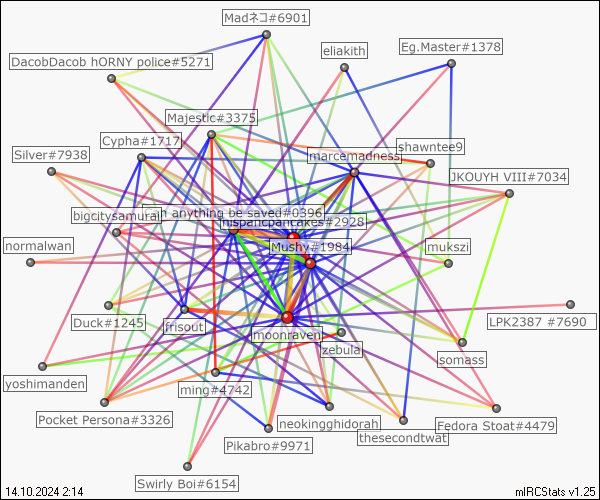 Madネコ#6901
eliakith
Eg.Master#1378
DacobDacob hORNY police#5271
Majestic#3375
Cypha#1717
shawntee9
Silver#7938
marcemadness
JKOUYH VIII#7034
bigcitysamurai
h anything be saved#0396
hispancpancakes#2928
normalwan
Mushy#1984
mukszi
Duck#1245
frisout
LPK2387 #7690
moonraven
zebula
somass
yoshimanden
ming#4742
Pocket Persona#3326
neokingghidorah
Fedora Stoat#4479
Pikabro#9971
thesecondtwat
Swirly Boi#6154
14.10.2024 2:14
mIRCStats v1.25